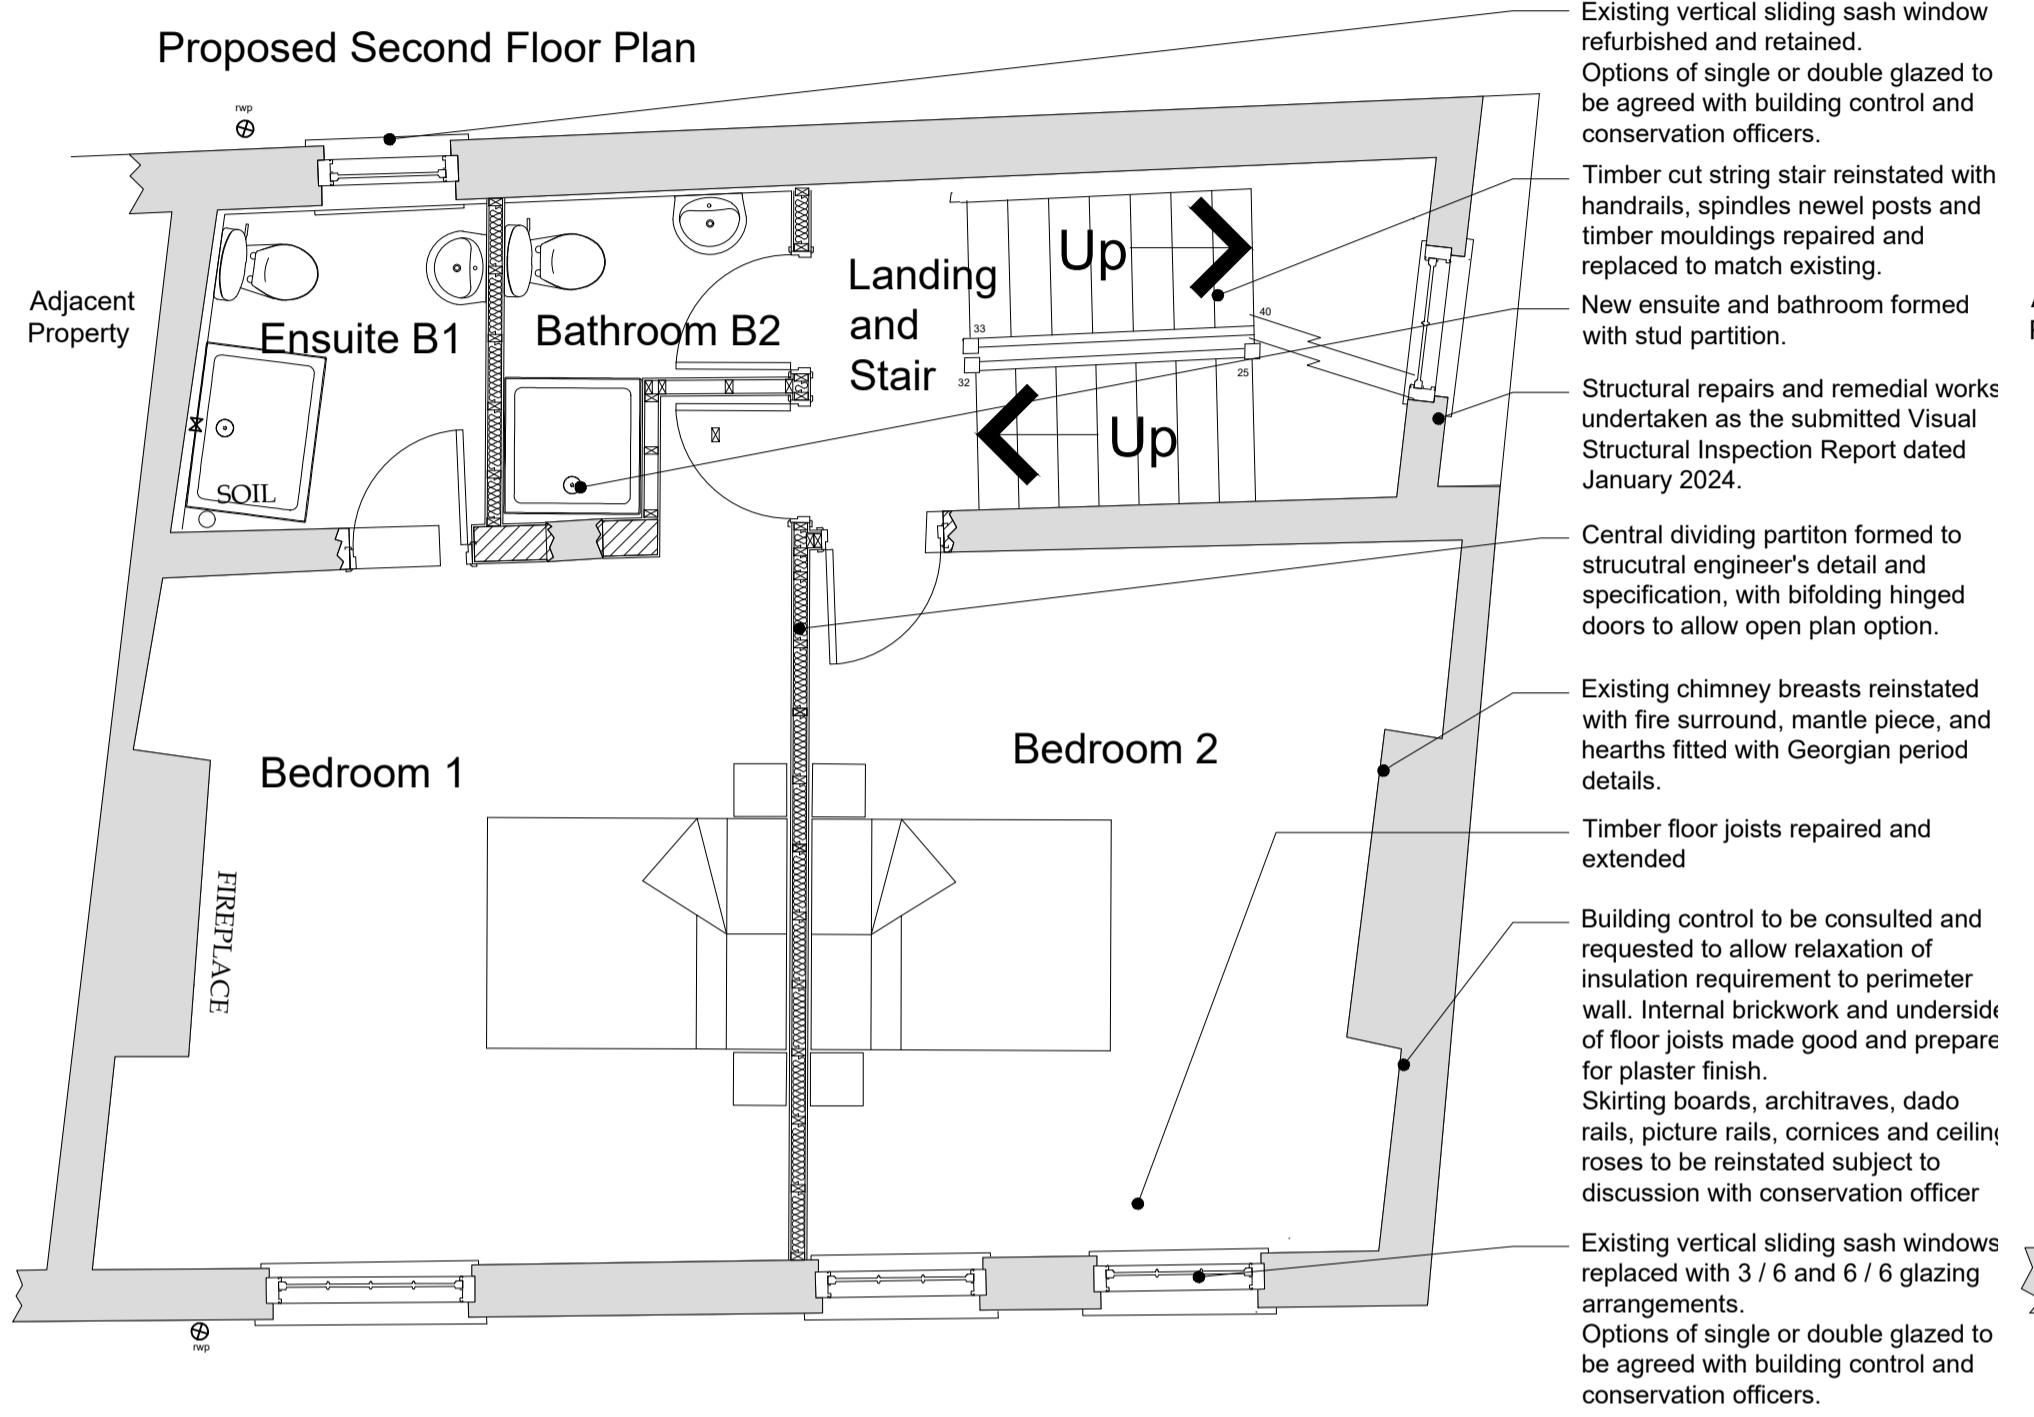 Proposed Second Floor Plan
rwp
Adjacent
Property
Ensuite B1
Bathroom B2
Landing
and
Stair
Up
Up
33
32
40
25
SOIL
Bedroom 1
Bedroom 2
FIREPLACE
rwp
Existing vertical sliding sash window
refurbished and retained.
Options of single or double glazed to
be agreed with building control and
conservation officers.
Timber cut string stair reinstated with
handrails, spindles newel posts and
timber mouldings repaired and
replaced to match existing.
New ensuite and bathroom formed
with stud partition.
Structural repairs and remedial works
undertaken as the submitted Visual
Structural Inspection Report dated
January 2024.
Central dividing partiton formed to
strucutral engineer's detail and
specification, with bifolding hinged
doors to allow open plan option.
Existing chimney breasts reinstated
with fire surround, mantle piece, and
hearths fitted with Georgian period
details.
Timber floor joists repaired and
extended
Building control to be consulted and
requested to allow relaxation of
insulation requirement to perimeter
wall. Internal brickwork and underside
of floor joists made good and prepare
for plaster finish.
Skirting boards, architraves, dado
rails, picture rails, cornices and ceiling
roses to be reinstated subject to
discussion with conservation officer
Existing vertical sliding sash windows
replaced with 3 / 6 and 6 / 6 glazing
arrangements.
Options of single or double glazed to
be agreed with building control and
conservation officers.